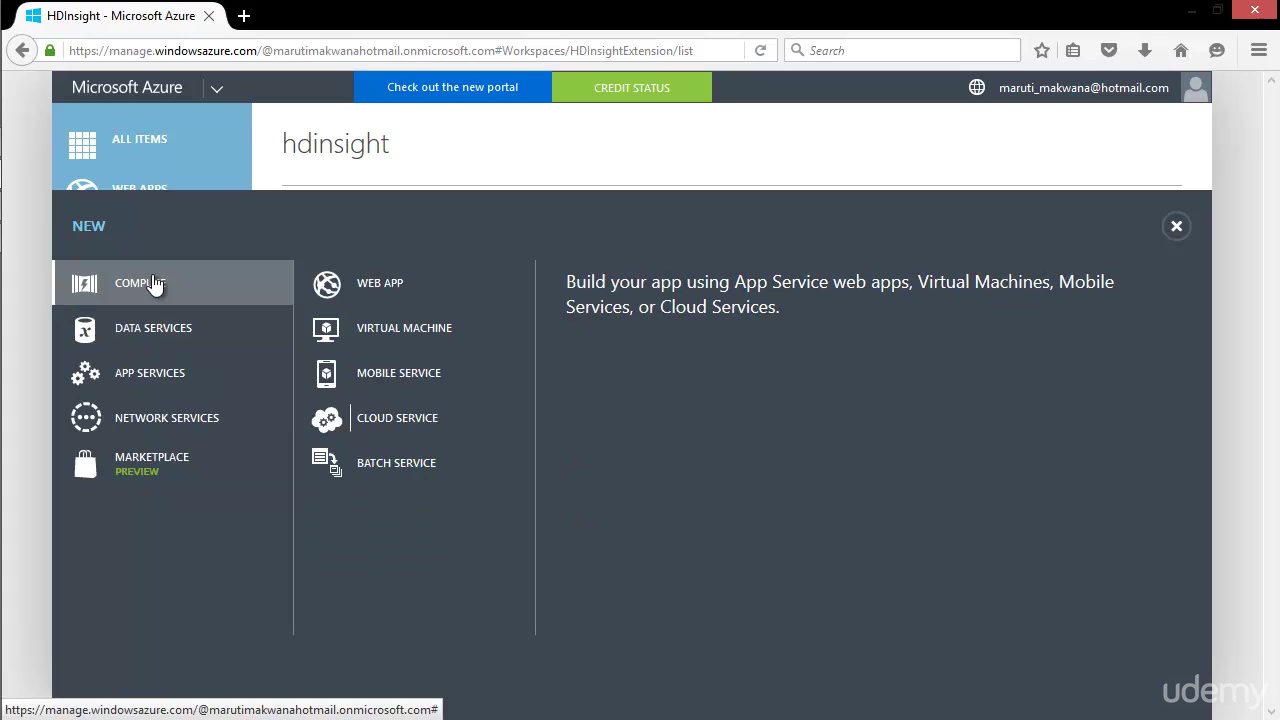 HDInsight - Microsoft Azure
https://manage.windowsazure.com/@marutimakwanahotmail.onmicrosoft.com#Workspaces/HDInsightExtension/list
Search
Microsoft Azure
Check out the new portal
CREDIT STATUS
maruti_makwana@hotmail.com
ALL ITEMS
hdinsight
WEB APPS
NEW
COMPUTE
WEB APP
Build your app using App Service web apps, Virtual Machines, Mobile
Services, or Cloud Services.
DATA SERVICES
VIRTUAL MACHINE
APP SERVICES
MOBILE SERVICE
NETWORK SERVICES
CLOUD SERVICE
MARKETPLACE
PREVIEW
BATCH SERVICE
udemy
https://manage.windowsazure.com/@marutimakwanahotmail.onmicrosoft.com#